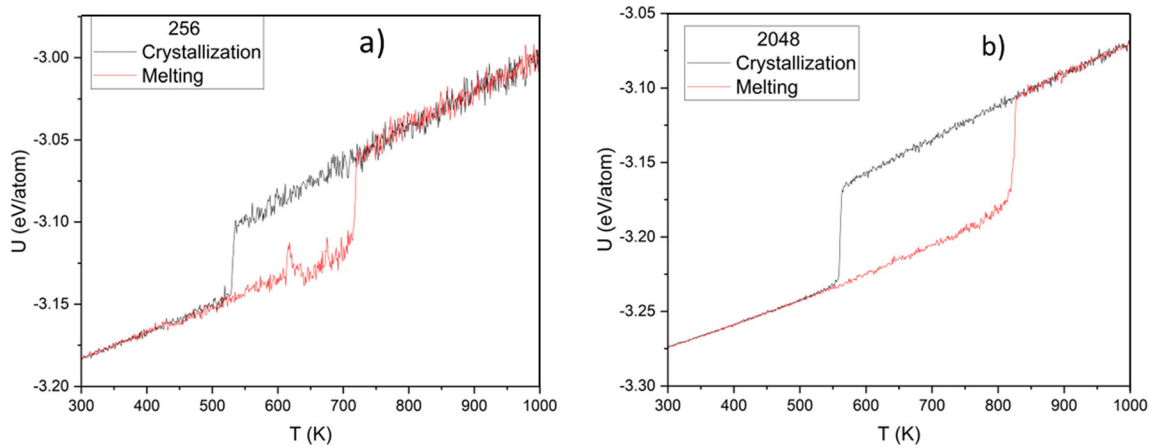 256
Crystallization
Melting
a)
-3.00
-3.05
-3.10
-3.15
-3.20
U (eV/atom)
300 400 500 600 700 800 900 1000
T (K)
2048
Crystallization
Melting
b)
-3.05
-3.10
-3.15
-3.20
-3.25
-3.30
U (eV/atom)
300 400 500 600 700 800 900 1000
T (K)